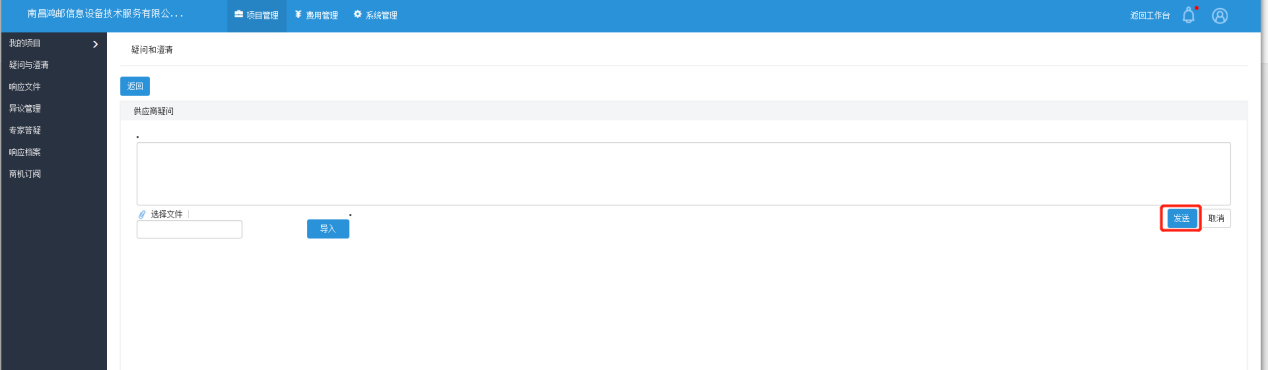 南昌鸿邮信息设备技术服务有限公... 项目管理 ¥ 费用管理 系统管理 返回工作台
我的项目
疑问与澄清
响应文件
异议管理
专家答疑
响应档案
商机订阅
疑问和澄清
返回
供应商疑问
选择文件
导入
发送 取消